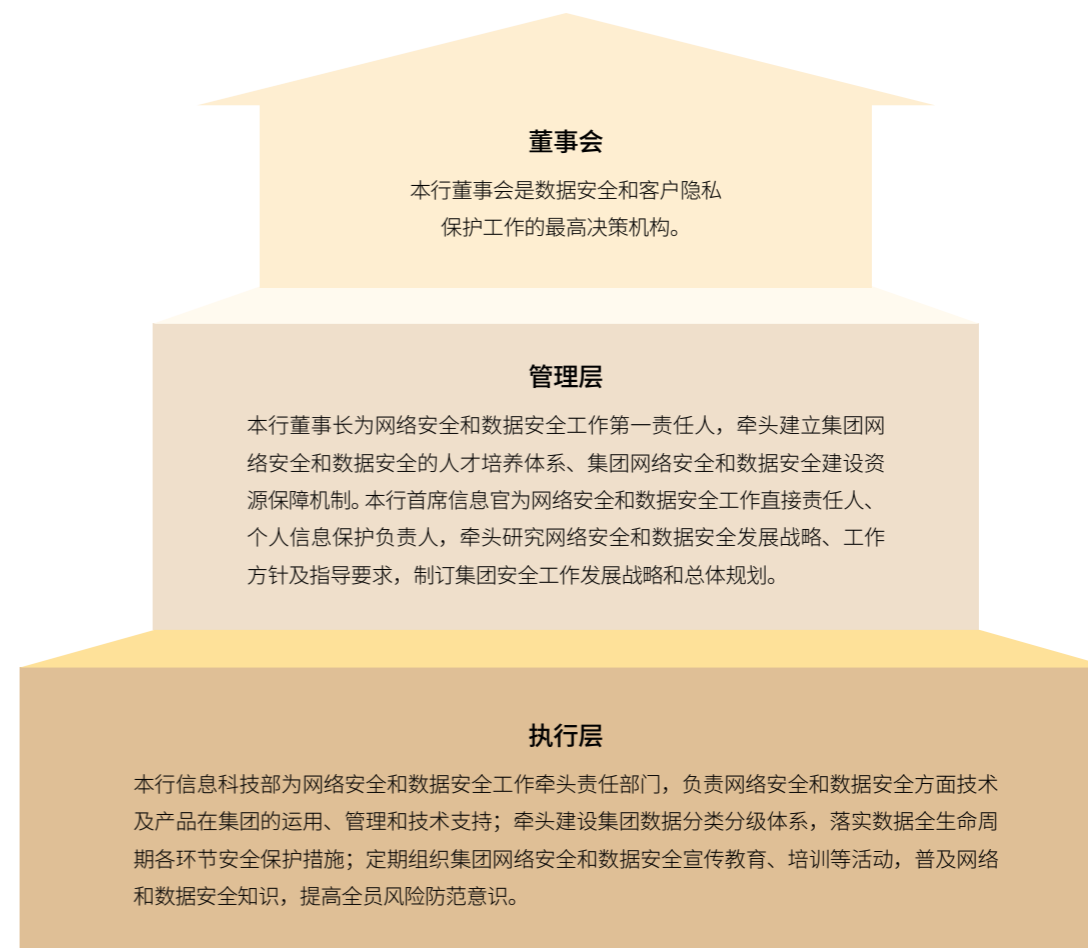 董事会
本行董事会是数据安全和客户隐私
保护工作的最高决策机构。
管理层
本行董事长为网络安全和数据安全工作第一责任人，牵头建立集团网
络安全和数据安全的人才培养体系、集团网络安全和数据安全建设资
源保障机制。本行首席信息官为网络安全和数据安全工作直接责任人、
个人信息保护负责人，牵头研究网络安全和数据安全发展战略、工作
方针及指导要求，制订集团安全工作发展战略和总体规划。
执行层
本行信息科技部为网络安全和数据安全工作牵头责任部门，负责网络安全和数据安全方面技术
及产品在集团的运用、管理和技术支持；牵头建设集团数据分类分级体系，落实数据全生命周
期各环节安全保护措施；定期组织集团网络安全和数据安全宣传教育、培训等活动，普及网络
和数据安全知识，提高全员风险防范意识。